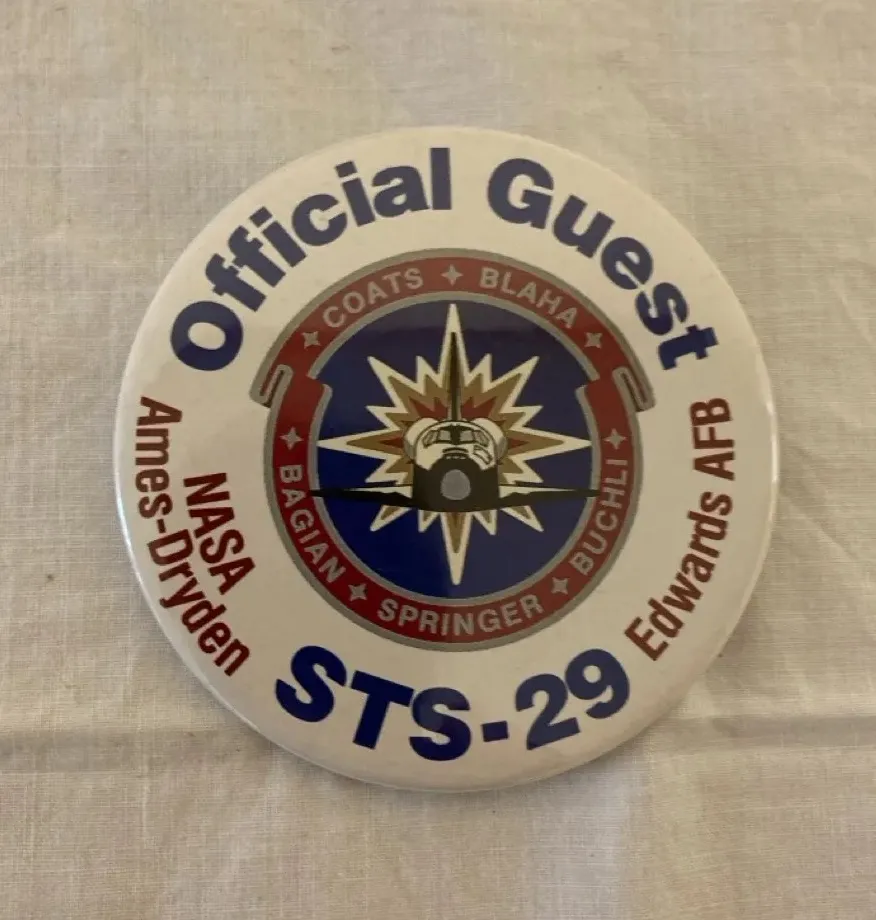 Official Guest
COATS ✦ BLAHA
BUCHLI
SPRINGER
BAGIAN
NASA
Ames-Dryden
Edwards AFB
STS-29